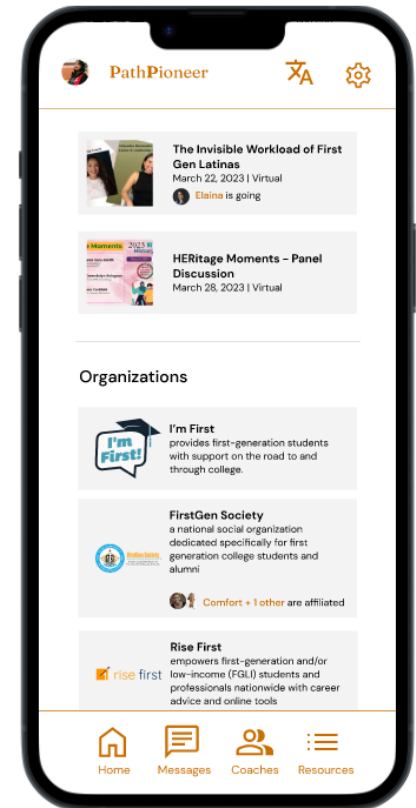 PathPioneer
The Invisible Workload of First
Gen Latinas
March 22, 2023 | Virtual
Elaina is going
Moments 2023
HERitage Moments - Panel
Discussion
March 28, 2023 | Virtual
Organizations
I'm
First!
I'm First
provides first-generation students
with support on the road to and
through college.
FirstGen Society
a national social organization
dedicated specifically for first
generation college students and
alumni
Comfort + 1 other are affiliated
rise first
Rise First
empowers first-generation and/or
low-income (FGLI) students and
professionals nationwide with career
advice and online tools
Home
Messages
Coaches
Resources